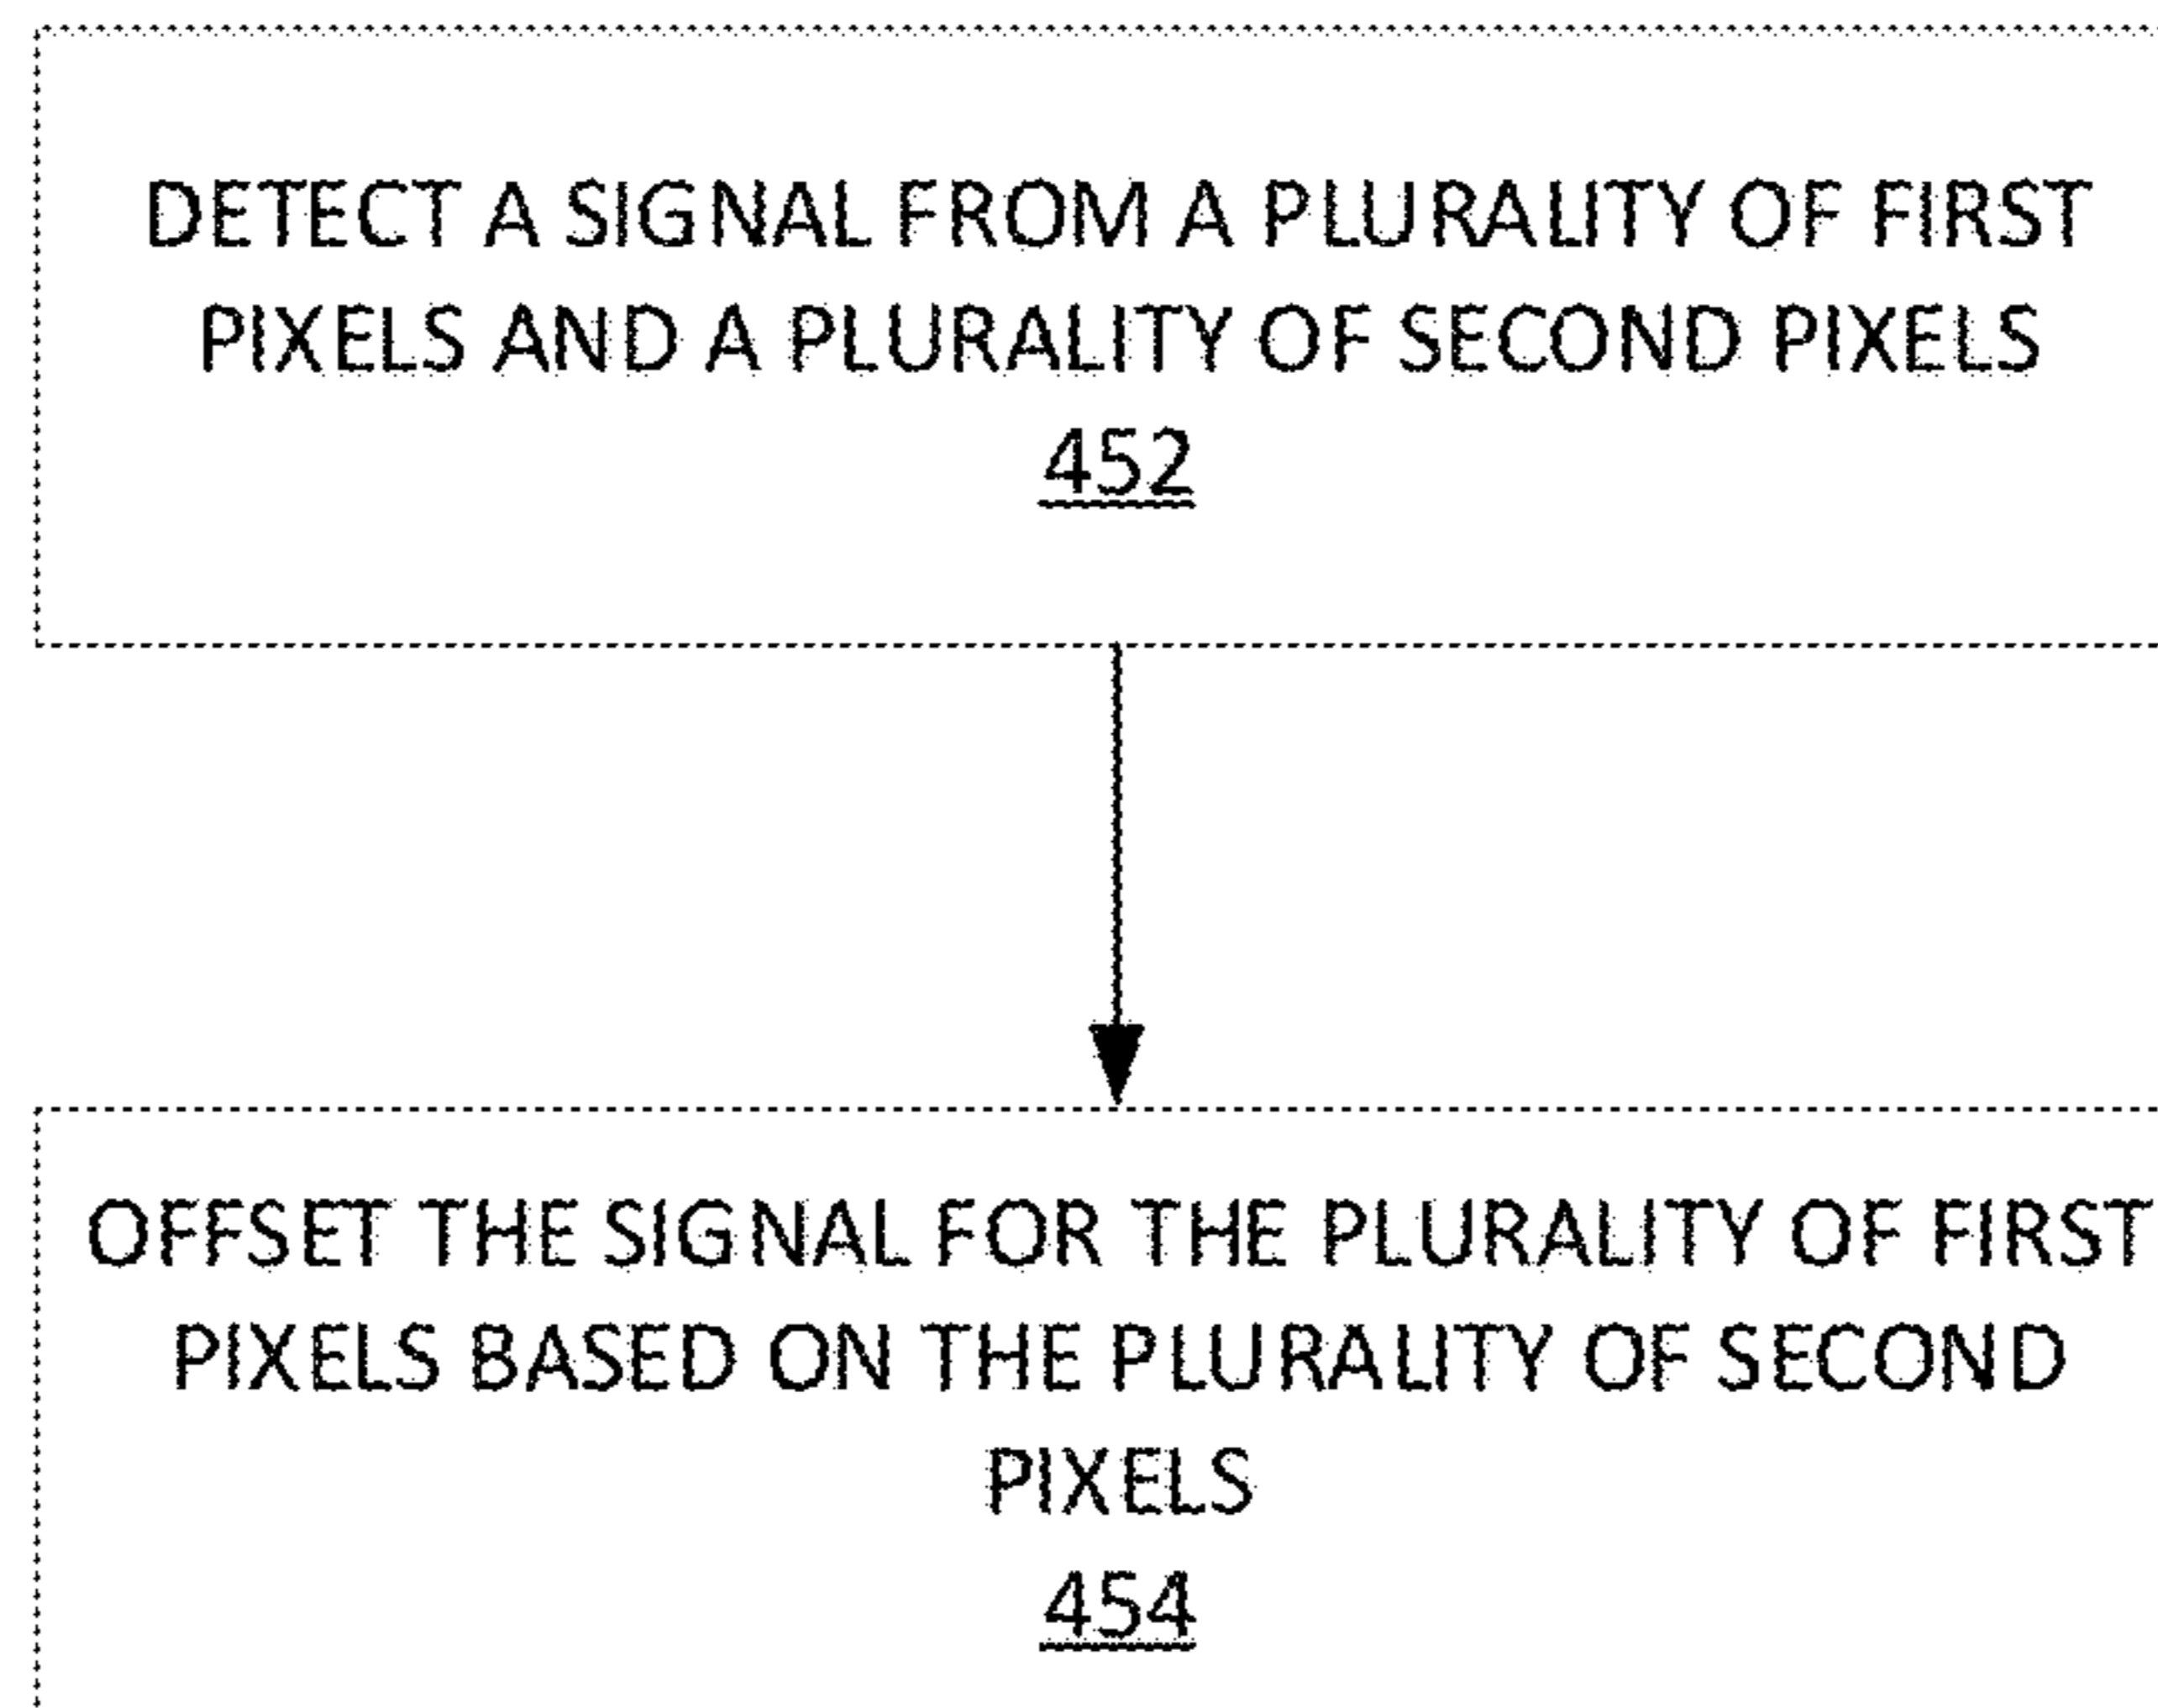 DETECT A SIGNAL FROM A PLURALITY OF FIRST
PIXELS AND A PLURALITY OF SECOND PIXELS
452
OFFSET THE SIGNAL FOR THE PLURALITY OF FIRST
PIXELS BASED ON THE PLURALITY OF SECOND
PIXELS
454